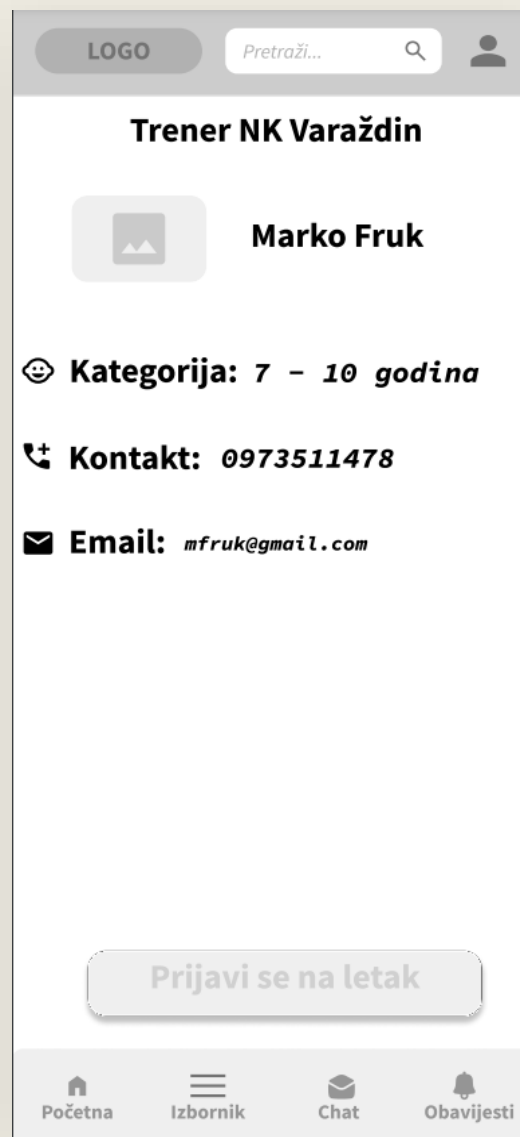 LOGO
Pretraži...
Trener NK Varaždin
Marko Fruk
Kategorija: 7 - 10 godina
Kontakt: 0973511478
Email: mfruk@gmail.com
Prijavi se na letak
Početna Izbornik Chat Obavijesti